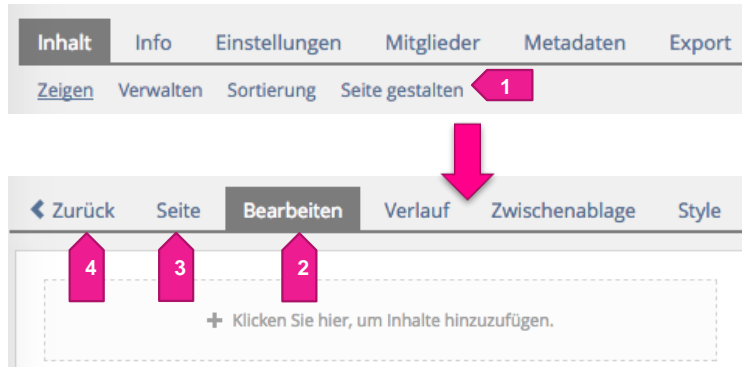 Inhalt Info Einstellungen Mitglieder Metadaten Export
Zeigen Verwalten Sortierung Seite gestalten 1
Zurück Seite Bearbeiten Verlauf Zwischenablage Style
4 3 2
+ Klicken Sie hier, um Inhalte hinzuzufügen.